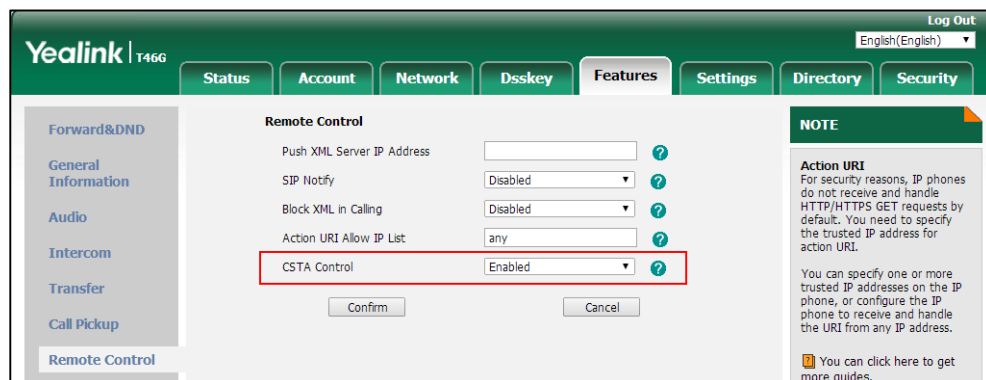 Log Out
English(English)
Yealink T46G
Status Account Network Dsskey Features Settings Directory Security
Forward&DND
General
Information
Audio
Intercom
Transfer
Call Pickup
Remote Control
Remote Control
Push XML Server IP Address
SIP Notify Disabled
Block XML in Calling Disabled
Action URI Allow IP List any
CSTA Control Enabled
Confirm Cancel
NOTE
Action URI
For security reasons, IP phones
do not receive and handle
HTTP/HTTPS GET requests by
default. You need to specify
the trusted IP address for
action URI.
You can specify one or more
trusted IP addresses on the IP
phone, or configure the IP
phone to receive and handle
the URI from any IP address.
You can click here to get
more guides.